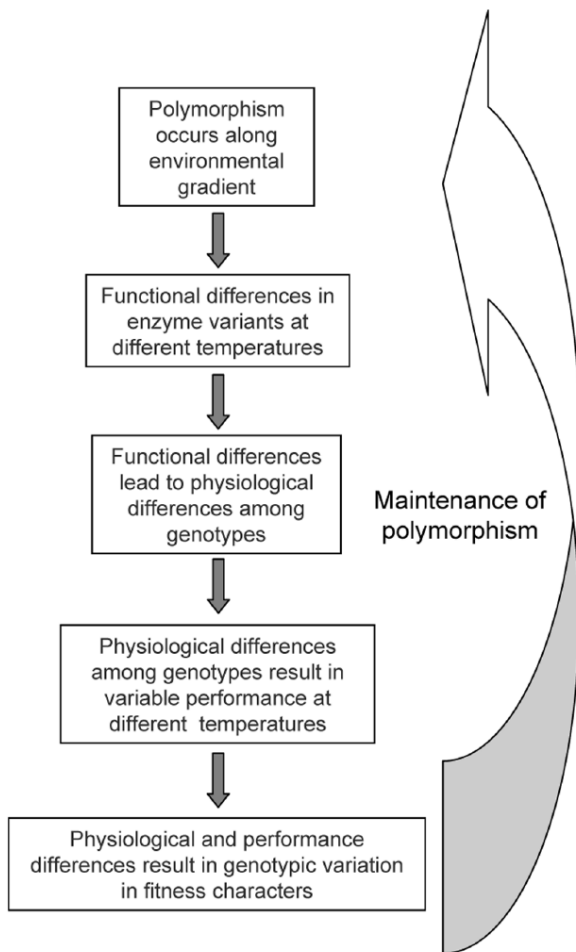 Polymorphism
occurs along
environmental
gradient
Functional differences in
enzyme variants at
different temperatures
Functional differences
lead to physiological
differences among
genotypes
Maintenance of
polymorphism
Physiological differences
among genotypes result in
variable performance at
different temperatures
Physiological and performance
differences result in genotypic variation
in fitness characters